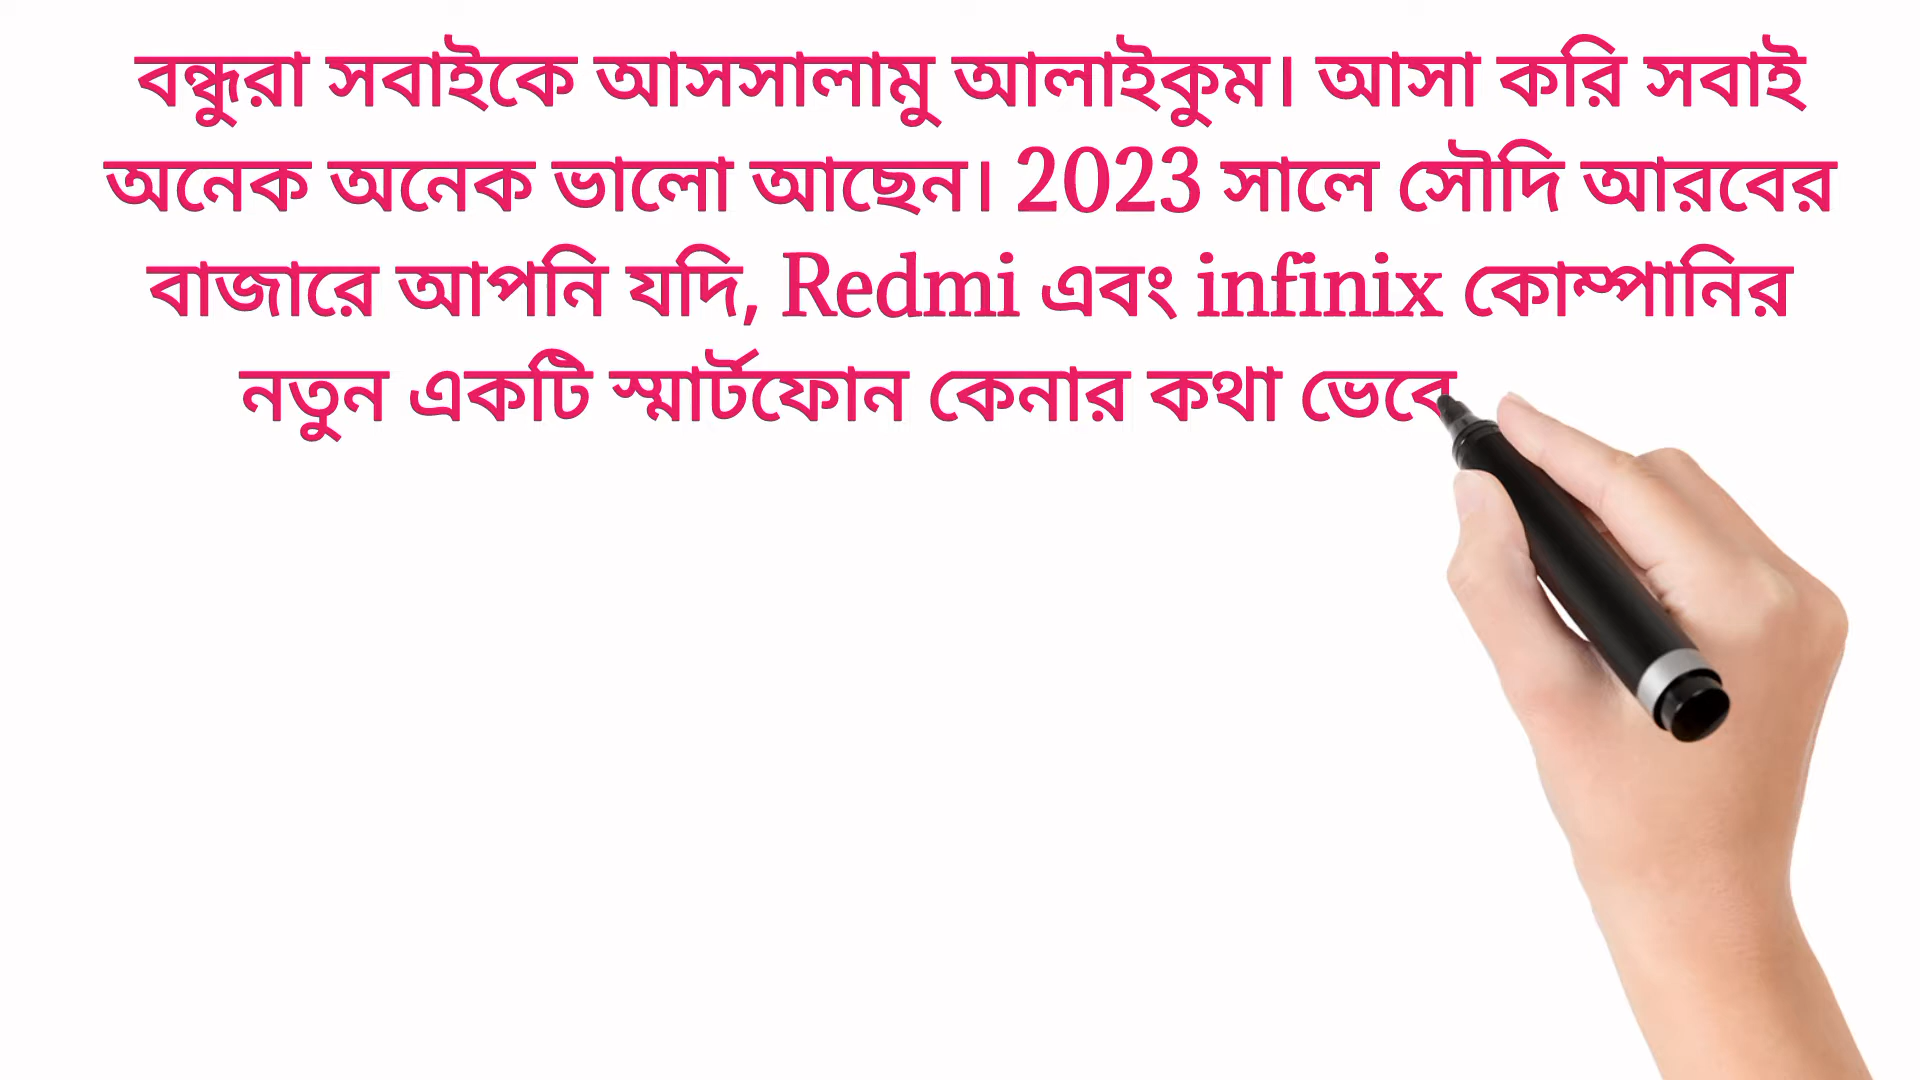 বন্ধুরা সবাইকে আসসালামু আলাইকুম। আসা করি সবাই
অনেক অনেক ভালো আছেন। 2023 সালে সৌদি আরবের
বাজারে আপনি যদি, Redmi এবং infinix কোম্পানির
নতুন একটি স্মার্টফোন কেনার কথা ভেবে